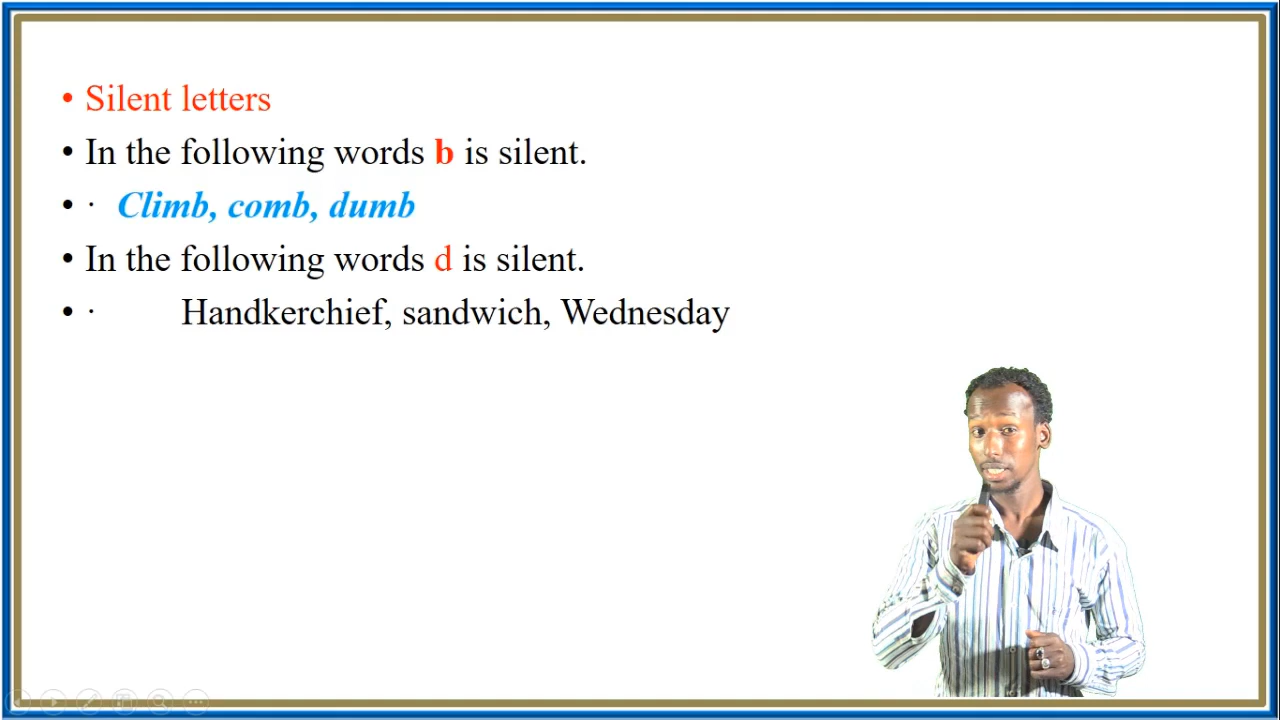 • Silent letters
• In the following words b is silent.
• · Climb, comb, dumb
• In the following words d is silent.
• · Handkerchief, sandwich, Wednesday